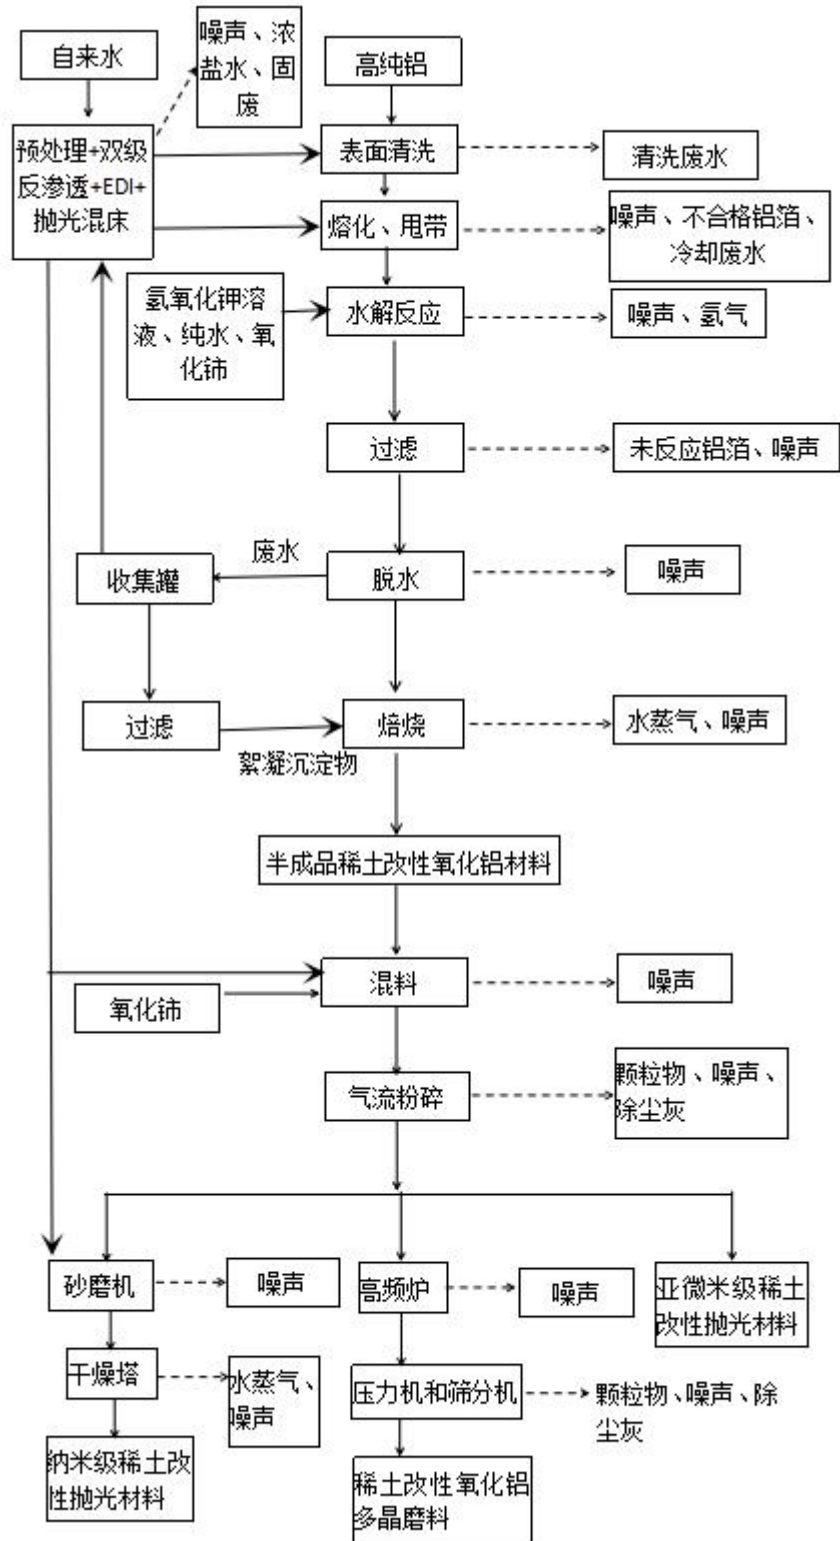 自来水
噪声、浓
盐水、固
废
高纯铝
预处理+双级
反渗透+EDI+
抛光混床
表面清洗
清洗废水
熔化、甩带
噪声、不合格铝箔、
冷却废水
氢氧化钾溶
液、纯水、氧
化铈
水解反应
噪声、氢气
过滤
未反应铝箔、噪声
废水
收集罐
脱水
噪声
过滤
絮凝沉淀物
焙烧
水蒸气、噪声
半成品稀土改性氧化铝材料
混料
噪声
氧化铈
气流粉碎
颗粒物、噪声、
除尘灰
砂磨机
噪声
高频炉
噪声
亚微米级稀土
改性抛光材料
干燥塔
水蒸气、
噪声
压力机和筛分机
颗粒物、噪声、除
尘灰
纳米级稀土改
性抛光材料
稀土改性氧化铝
多晶磨料